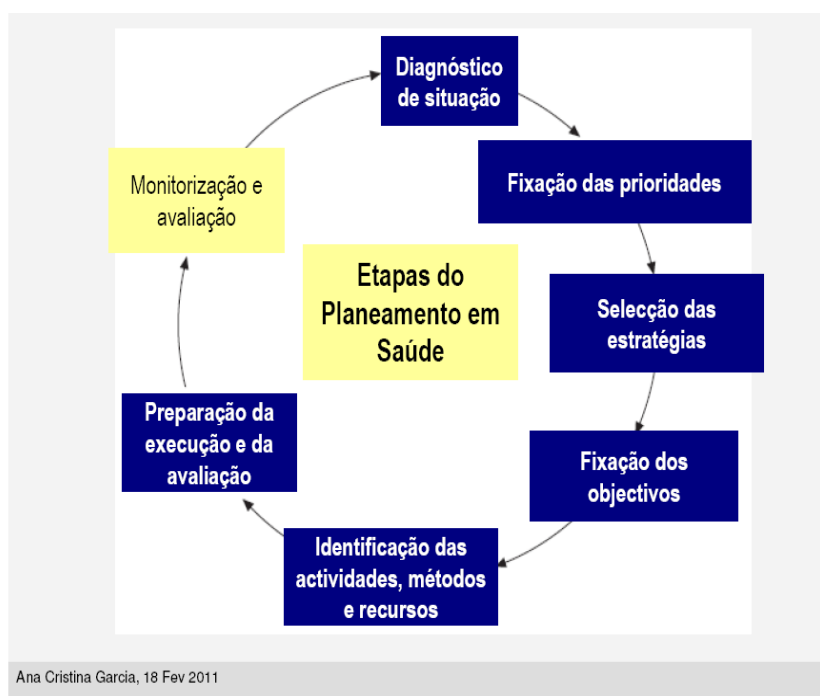 Diagnóstico
de situação
Fixação das prioridades
Selecção das
estratégias
Fixação dos
objectivos
Identificação das
actividades, métodos
e recursos
Preparação da
execução e da
avaliação
Monitorização e
avaliação
Etapas do
Planeamento em
Saúde
Ana Cristina Garcia, 18 Fev 2011